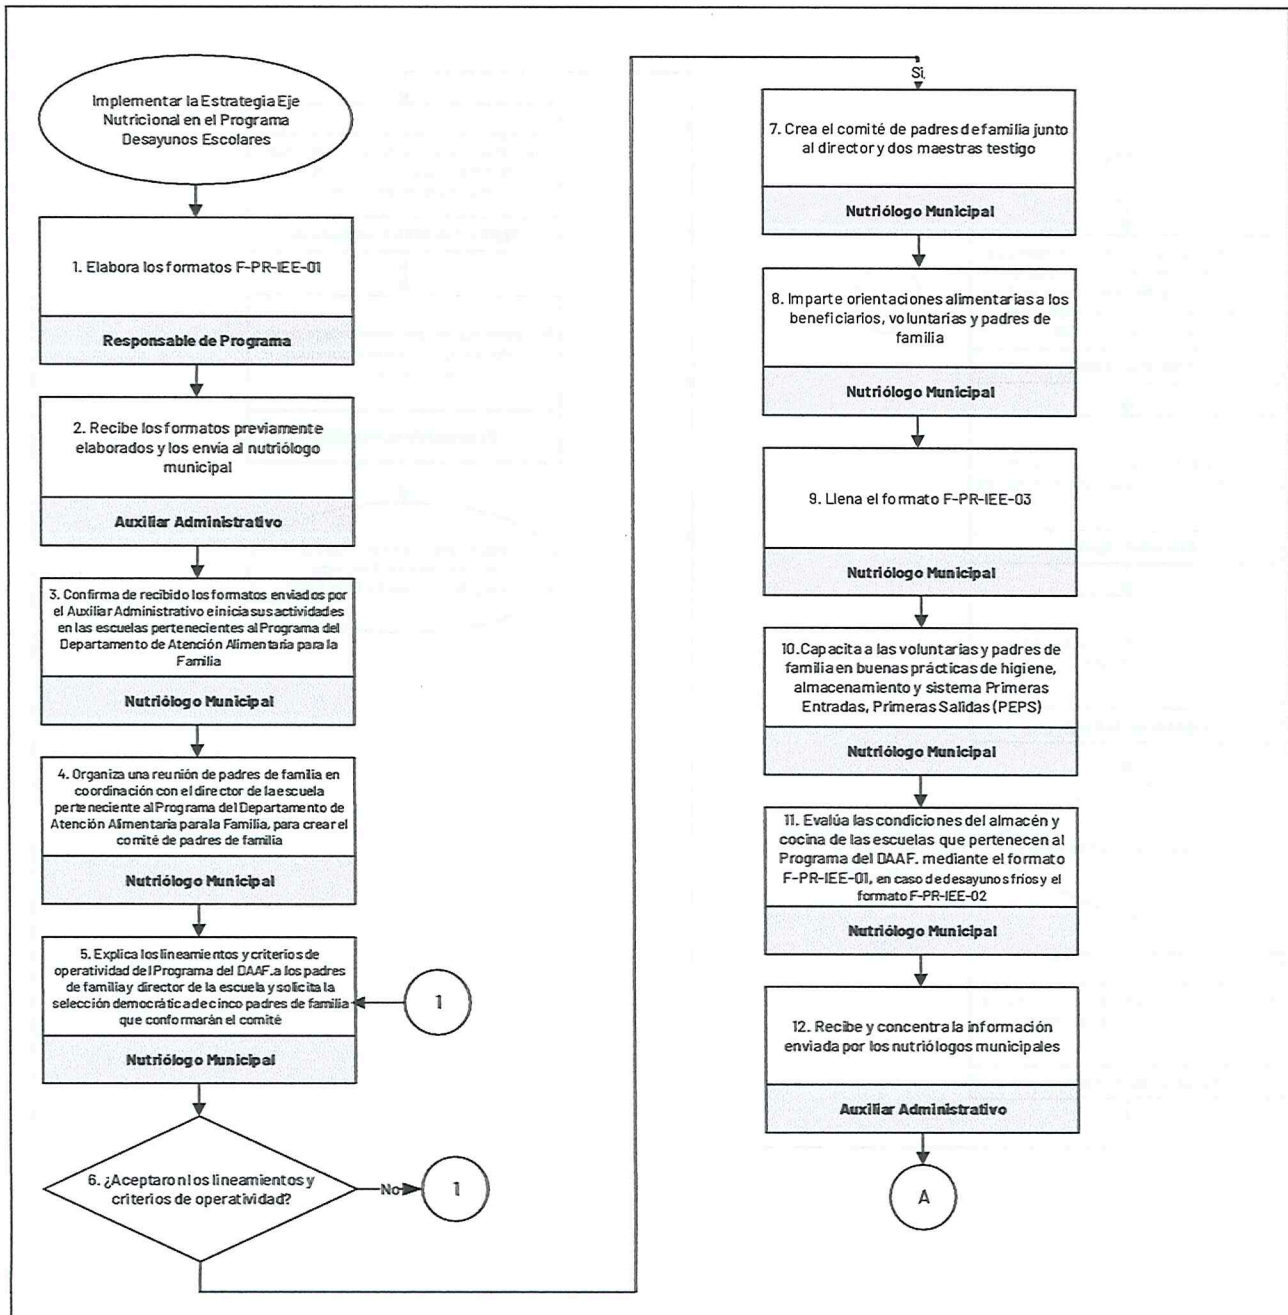 Implementar la Estrategia Eje
Nutricional en el Programa
Desayunos Escolares
1. Elabora los formatos F-PR-IEE-01
Responsable de Programa
2. Recibe los formatos previamente
elaborados y los envía al nutriólogo
municipal
Auxiliar Administrativo
3. Confirma de recibido los formatos enviados por
el Auxiliar Administrativo e inicia sus actividades
en las escuelas pertenecientes al Programa del
Departamento de Atención Alimentaria para la
Familia
Nutriólogo Municipal
4. Organiza una reunión de padres de familia en
coordinación con el director de la escuela
perteneciente al Programa del Departamento de
Atención Alimentaria para la Familia, para crear el
comité de padres de familia
Nutriólogo Municipal
5. Explica los lineamientos y criterios de
operatividad del Programa del DAAF. a los padres
de familia y director de la escuela y solicita la
selección democrática de cinco padres de familia
que conformarán el comité
Nutriólogo Municipal
1
6. ¿Aceptaron los lineamientos y
criterios de operatividad?
No
1
Si
7. Crea el comité de padres de familia junto
al director y dos maestras testigo
Nutriólogo Municipal
8. Imparte orientaciones alimentarias a los
beneficiarios, voluntarias y padres de
familia
Nutriólogo Municipal
9. Llena el formato F-PR-IEE-03
Nutriólogo Municipal
10. Capacita a las voluntarias y padres de
familia en buenas prácticas de higiene,
almacenamiento y sistema Primeras
Entradas, Primeras Salidas (PEPS)
Nutriólogo Municipal
11. Evalúa las condiciones del almacén y
cocina de las escuelas que pertenecen al
Programa del DAAF. mediante el formato
F-PR-IEE-01, en caso de desayunos fríos y el
formato F-PR-IEE-02
Nutriólogo Municipal
12. Recibe y concentra la información
enviada por los nutriólogos municipales
Auxiliar Administrativo
A